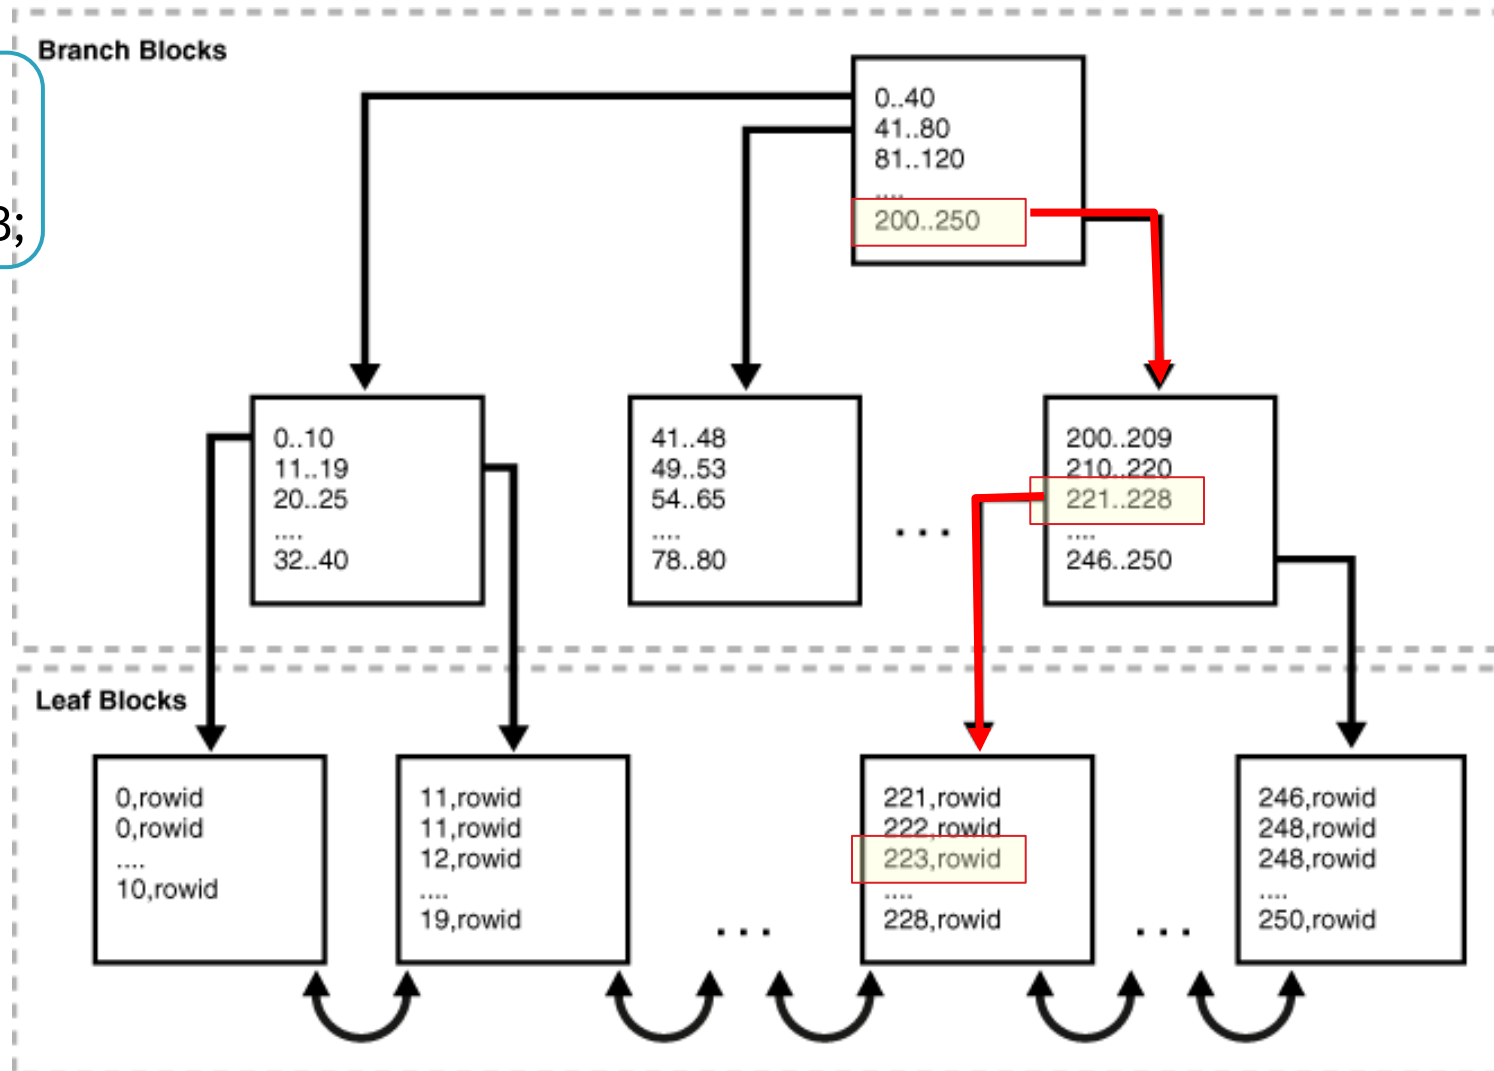 Branch Blocks
3;
0..40
41..80
81..120
....
200..250
0..10
11..19
20..25
....
32..40
41..48
49..53
54..65
....
78..80
...
200..209
210..220
221..228
....
246..250
Leaf Blocks
0,rowid
0,rowid
....
10,rowid
11,rowid
11,rowid
12,rowid
....
19,rowid
...
221,rowid
222,rowid
223,rowid
....
228,rowid
...
246,rowid
248,rowid
248,rowid
....
250,rowid